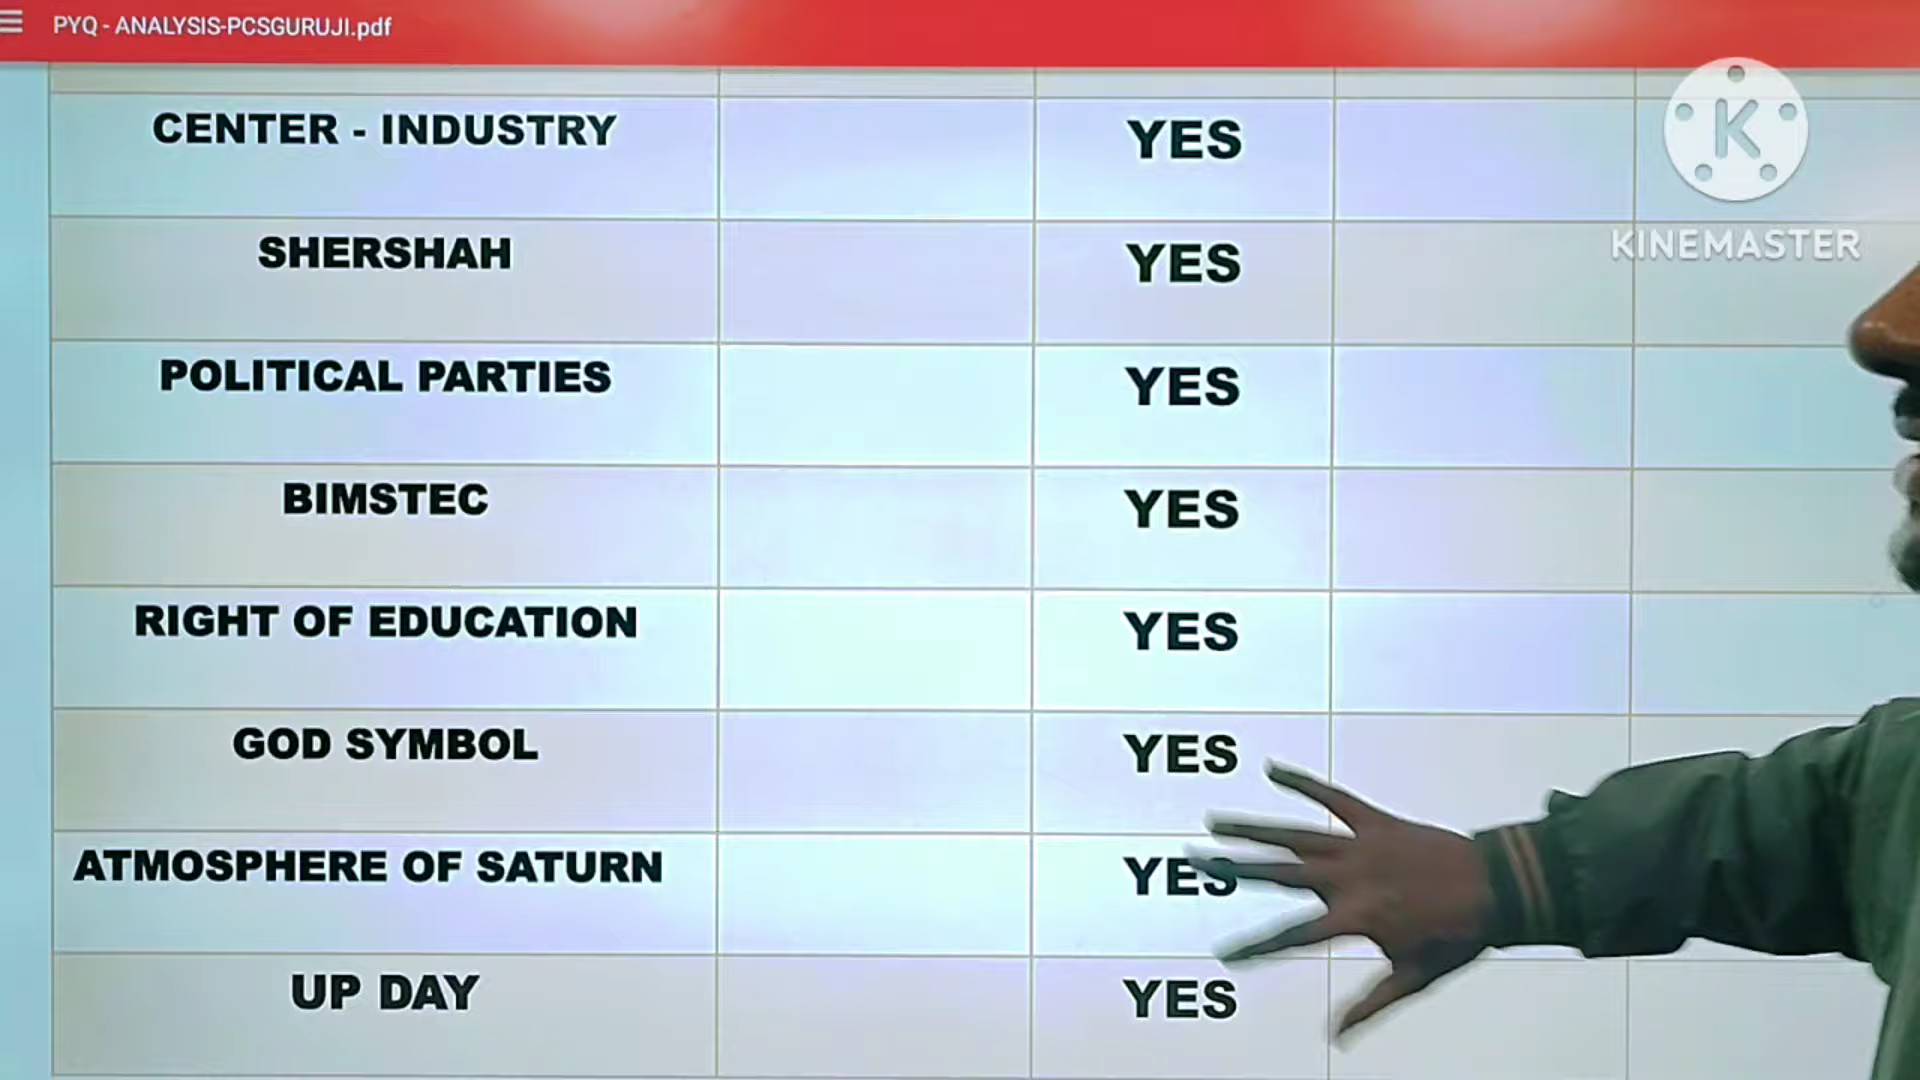 PYQ - ANALYSIS-PCSGURUJI.pdf
CENTER - INDUSTRY YES
SHERSHAH YES
POLITICAL PARTIES YES
BIMSTEC YES
RIGHT OF EDUCATION YES
GOD SYMBOL YES
ATMOSPHERE OF SATURN YES
UP DAY YES
K
KINEMASTER